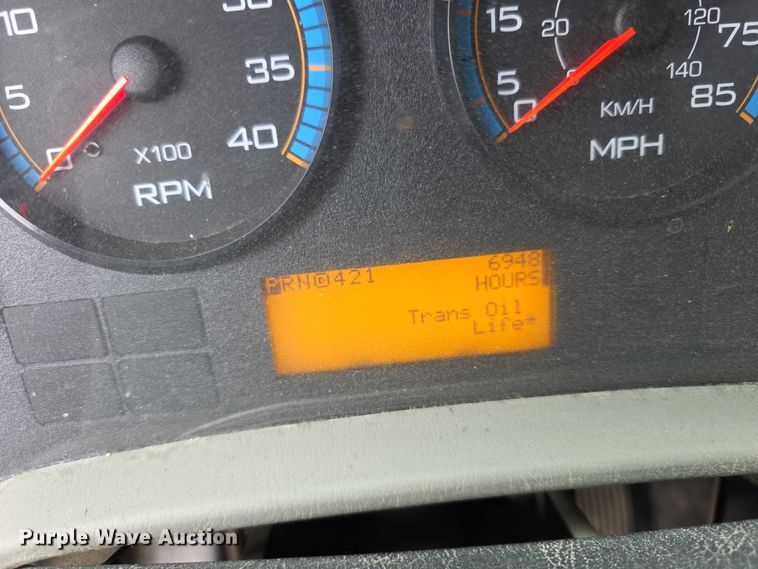 10
5
0
30
35
40
X100
RPM
15
5
0
20
0
120
140
75
85
KM/H
MPH
PRND421
6948
HOURS
Trans Oil
Life*
Purple Wave Auction